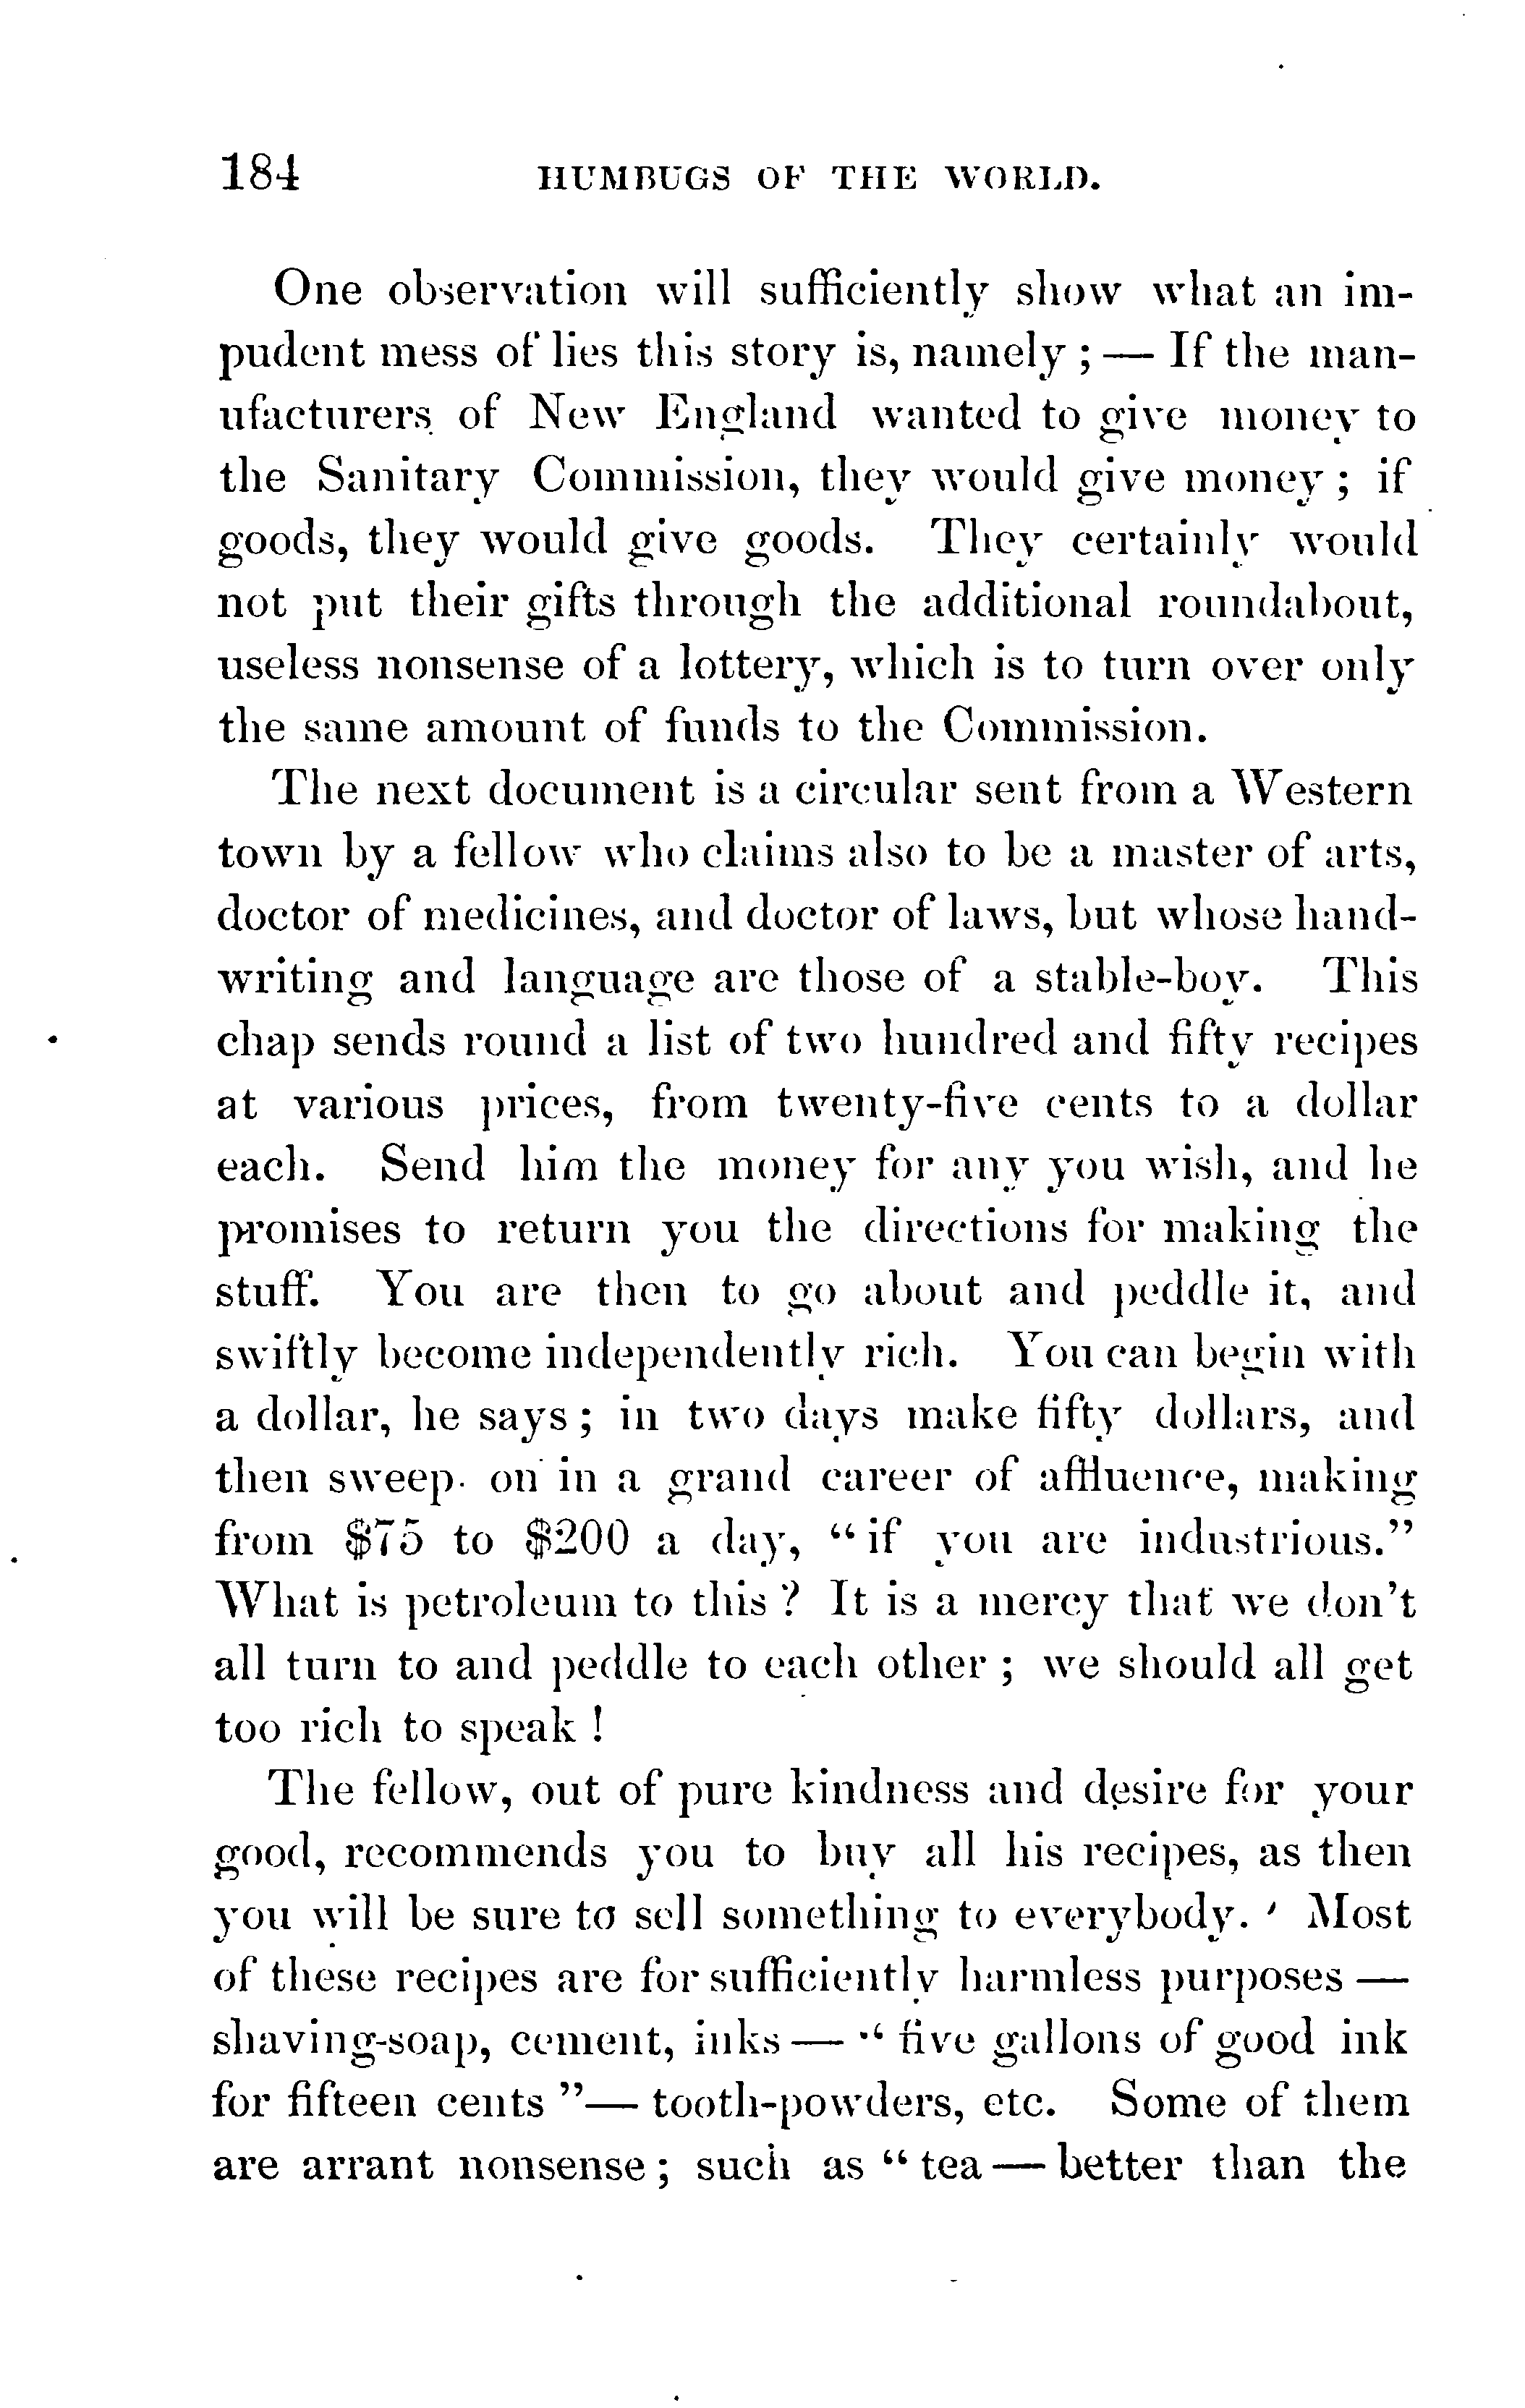 184 HUMBUGS OF THE WORLD.
One observation will sufficiently show what an im-
pudent mess of lies this story is, namely ; — If the man-
ufacturers of New England wanted to give money to
the Sanitary Commission, they would give money ; if
goods, they would give goods. They certainly would
not put their gifts through the additional roundabout,
useless nonsense of a lottery, which is to turn over only
the same amount of funds to the Commission.
The next document is a circular sent from a Western
town by a fellow who claims also to be a master of arts,
doctor of medicines, and doctor of laws, but whose hand-
writing and language are those of a stable-boy. This
chap sends round a list of two hundred and fifty recipes
at various prices, from twenty-five cents to a dollar
each. Send him the money for any you wish, and he
promises to return you the directions for making the
stuff. You are then to go about and peddle it, and
swiftly become independently rich. You can begin with
a dollar, he says ; in two days make fifty dollars, and
then sweep on in a grand career of affluence, making
from $75 to $200 a day, “ if you are industrious.”
What is petroleum to this ? It is a mercy that we don't
all turn to and peddle to each other ; we should all get
too rich to speak !
The fellow, out of pure kindness and desire for your
good, recommends you to buy all his recipes, as then
you will be sure to sell something to everybody. Most
of these recipes are for sufficiently harmless purposes —
shaving-soap, cement, inks — “ five gallons of good ink
for fifteen cents ”— tooth-powders, etc. Some of them
are arrant nonsense ; such as “ tea — better than the